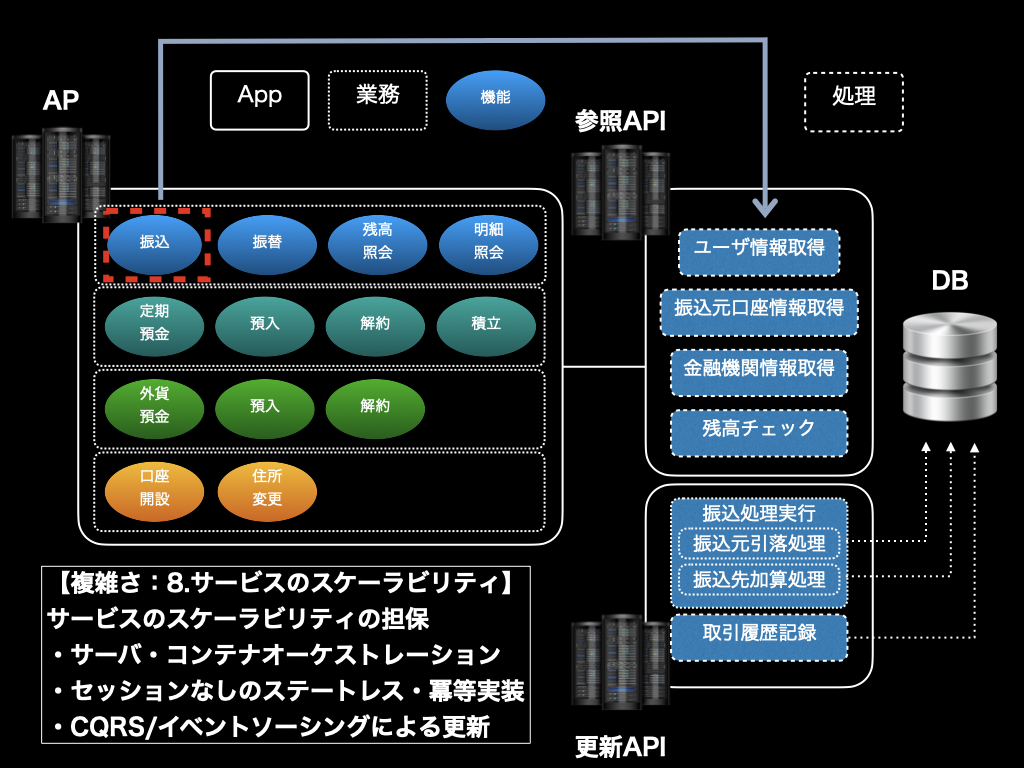 AP
App
業務
機能
参照API
処理
振込
振替
残高
照会
明細
照会
定期
預金
預入
解約
積立
外貨
預金
預入
解約
口座
開設
住所
変更
ユーザ情報取得
振込元口座情報取得
金融機関情報取得
残高チェック
DB
振込処理実行
振込元引落処理
振込先加算処理
取引履歴記録
更新API
【複雑さ：8.サービスのスケーラビリティ】
サービスのスケーラビリティの担保
・サーバ・コンテナオーケストレーション
・セッションなしのステートレス・冪等実装
・CQRS/イベントソーシングによる更新